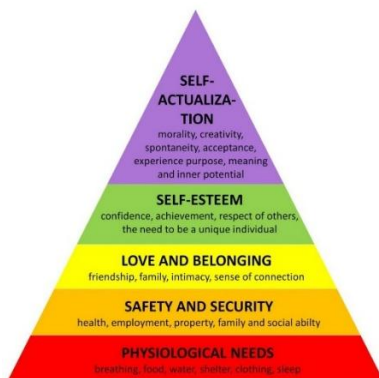 SELF-
ACTUALIZA-
TION
morality, creativity,
spontaneity, acceptance,
experience purpose, meaning
and inner potential
SELF-ESTEEM
confidence, achievement, respect of others,
the need to be a unique individual
LOVE AND BELONGING
friendship, family, intimacy, sense of connection
SAFETY AND SECURITY
health, employment, property, family and social abilty
PHYSIOLOGICAL NEEDS
breathing, food, water, shelter, clothing, sleep